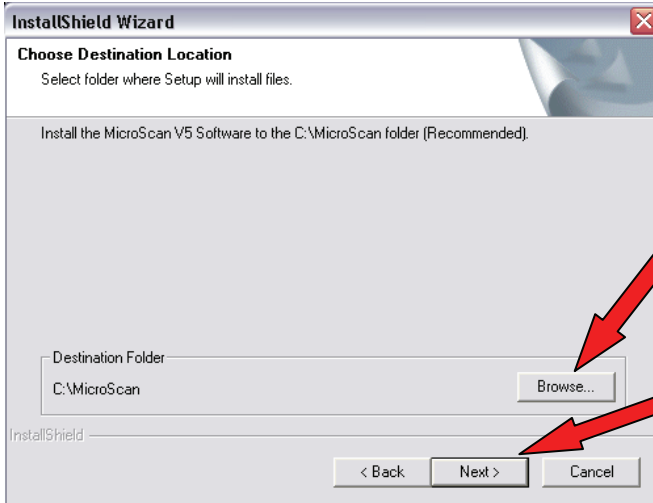 InstallShield Wizard
Choose Destination Location
Select folder where Setup will install files.
Install the MicroScan V5 Software to the C:\MicroScan folder (Recommended).
Destination Folder
C:\MicroScan
Browse...
InstallShield
< Back
Next >
Cancel